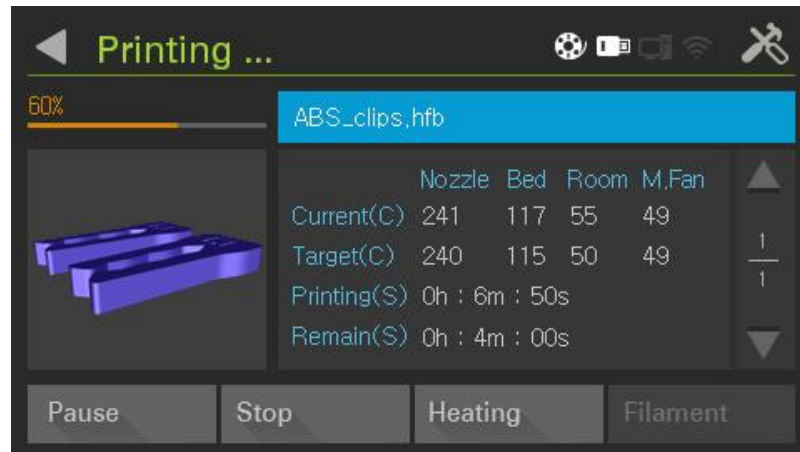 Printing ...
60%
ABS_clips.hfb
Nozzle Bed Room M.Fan
Current(C) 241 117 55 49
Target(C) 240 115 50 49
Printing(S) 0h : 6m : 50s
Remain(S) 0h : 4m : 00s
1
1
Pause Stop Heating Filament